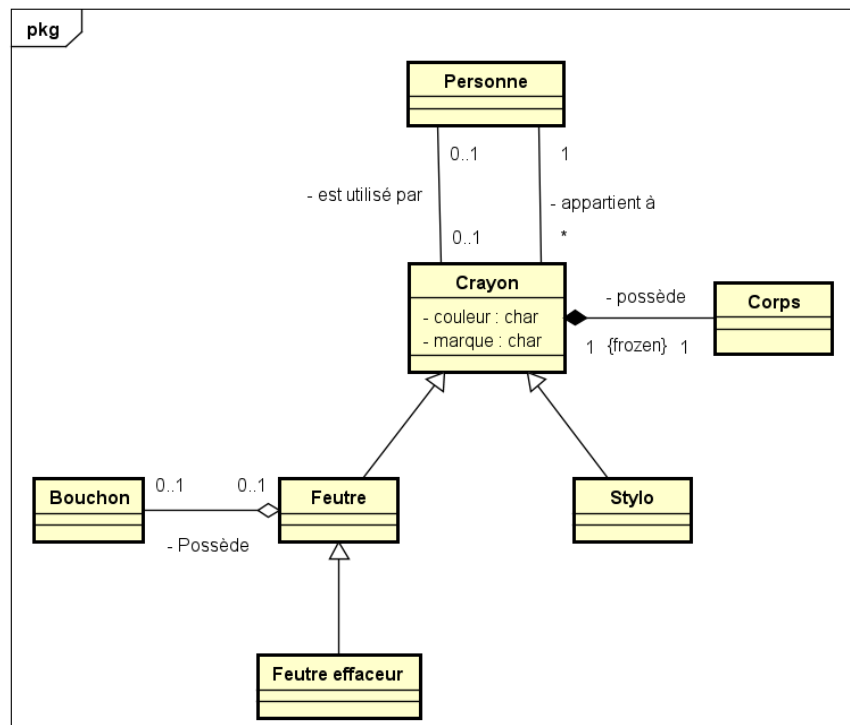 pkg
Personne
0..1
1
- est utilisé par
- appartient à
0..1
*
Crayon
- couleur : char
- marque : char
- possède
1 {frozen} 1
Corps
Bouchon
0..1
0..1
- Possède
Feutre
Stylo
Feutre effaceur